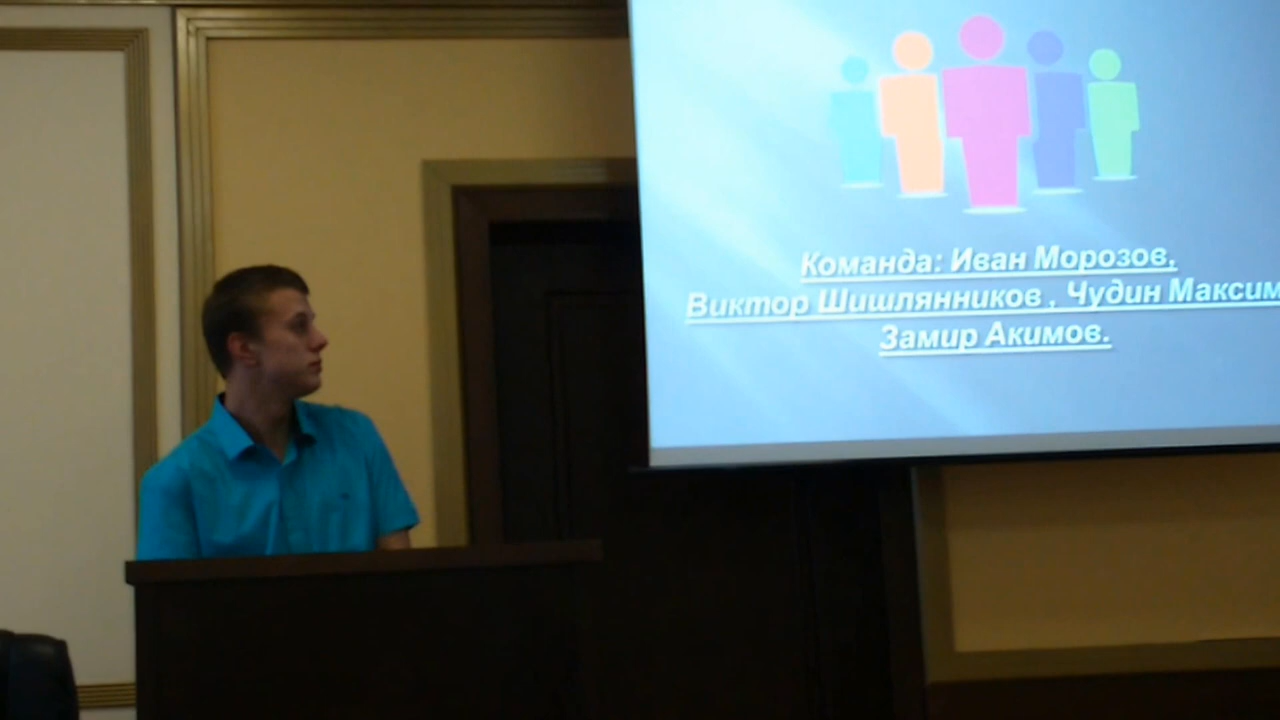 Команда: Иван Морозов,
Виктор Шишлянников , Чудин Максим
Замир Акимов.